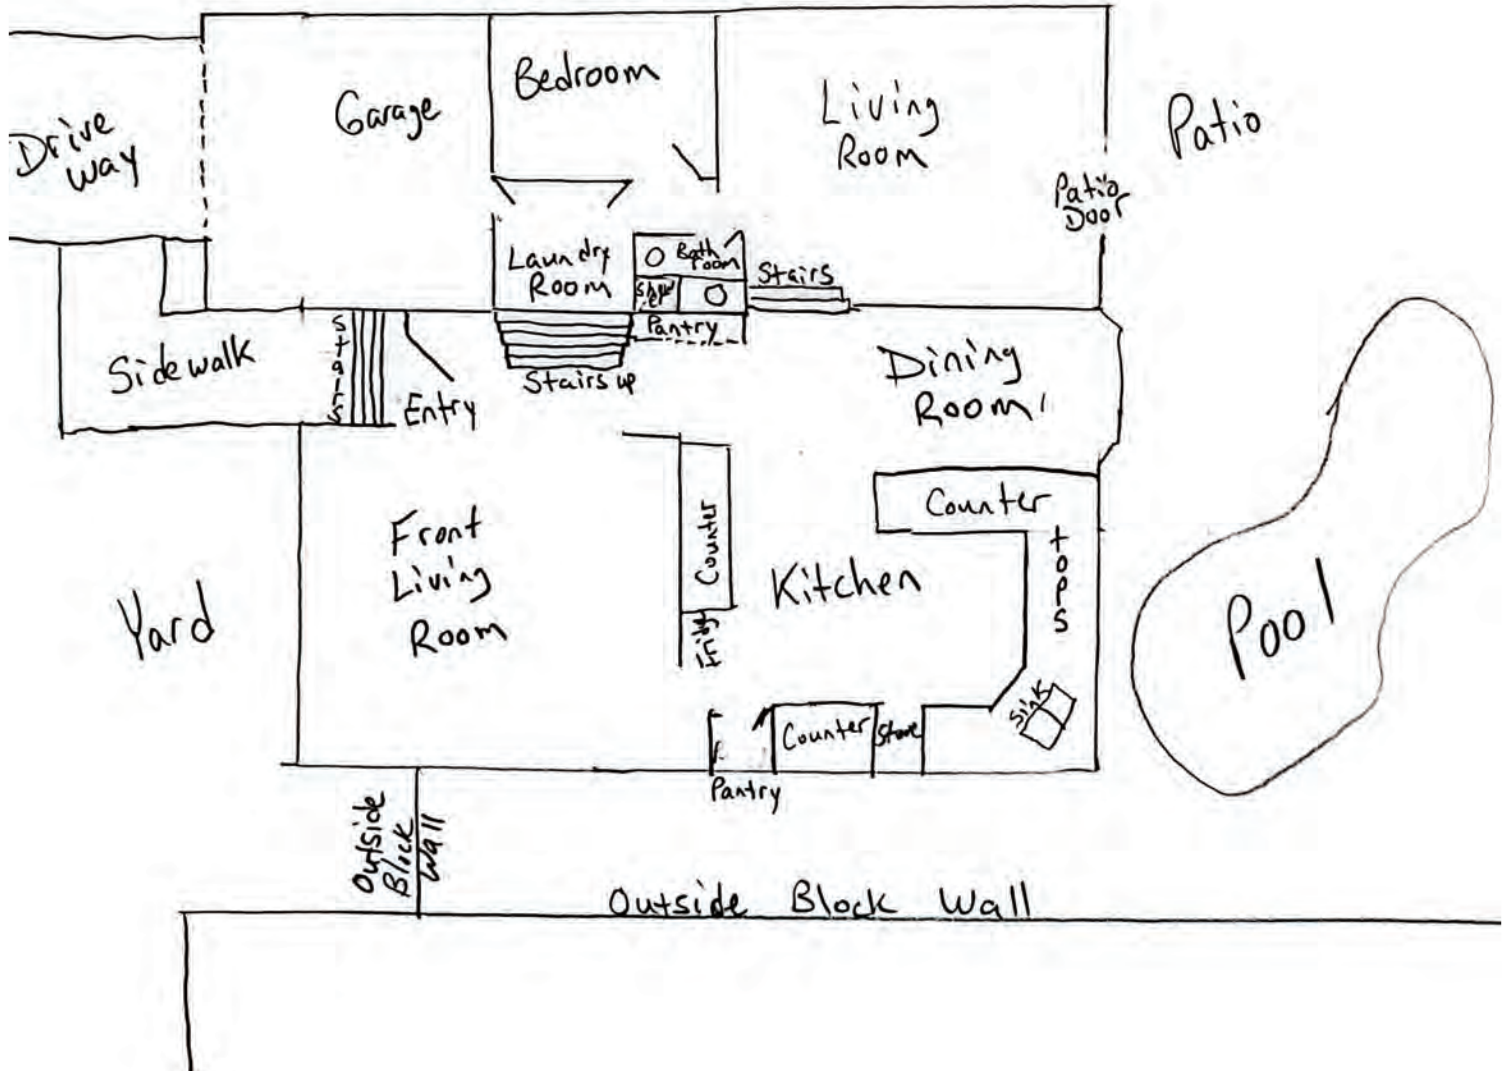 Drive
way
Garage
Bedroom
Living
Room
Patio
Patio
Door
Laundry
Room
Bath
room
Stairs
Pantry
Sidewalk
Stairs
Entry
Stairs up
Dining
Room
Yard
Front
Living
Room
Counter
Frig
Kitchen
Counter
tops
Sink
Pool
Counter
Stove
Pantry
Outside
Block
Wall
Outside Block Wall